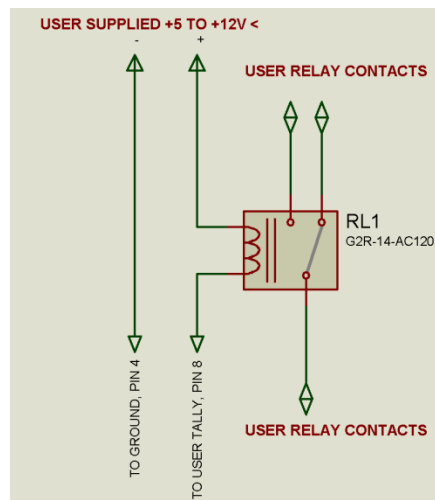 USER SUPPLIED +5 TO +12V <
- +
USER RELAY CONTACTS
RL1
G2R-14-AC120
TO GROUND, PIN 4
TO USER TALLY, PIN 8
USER RELAY CONTACTS